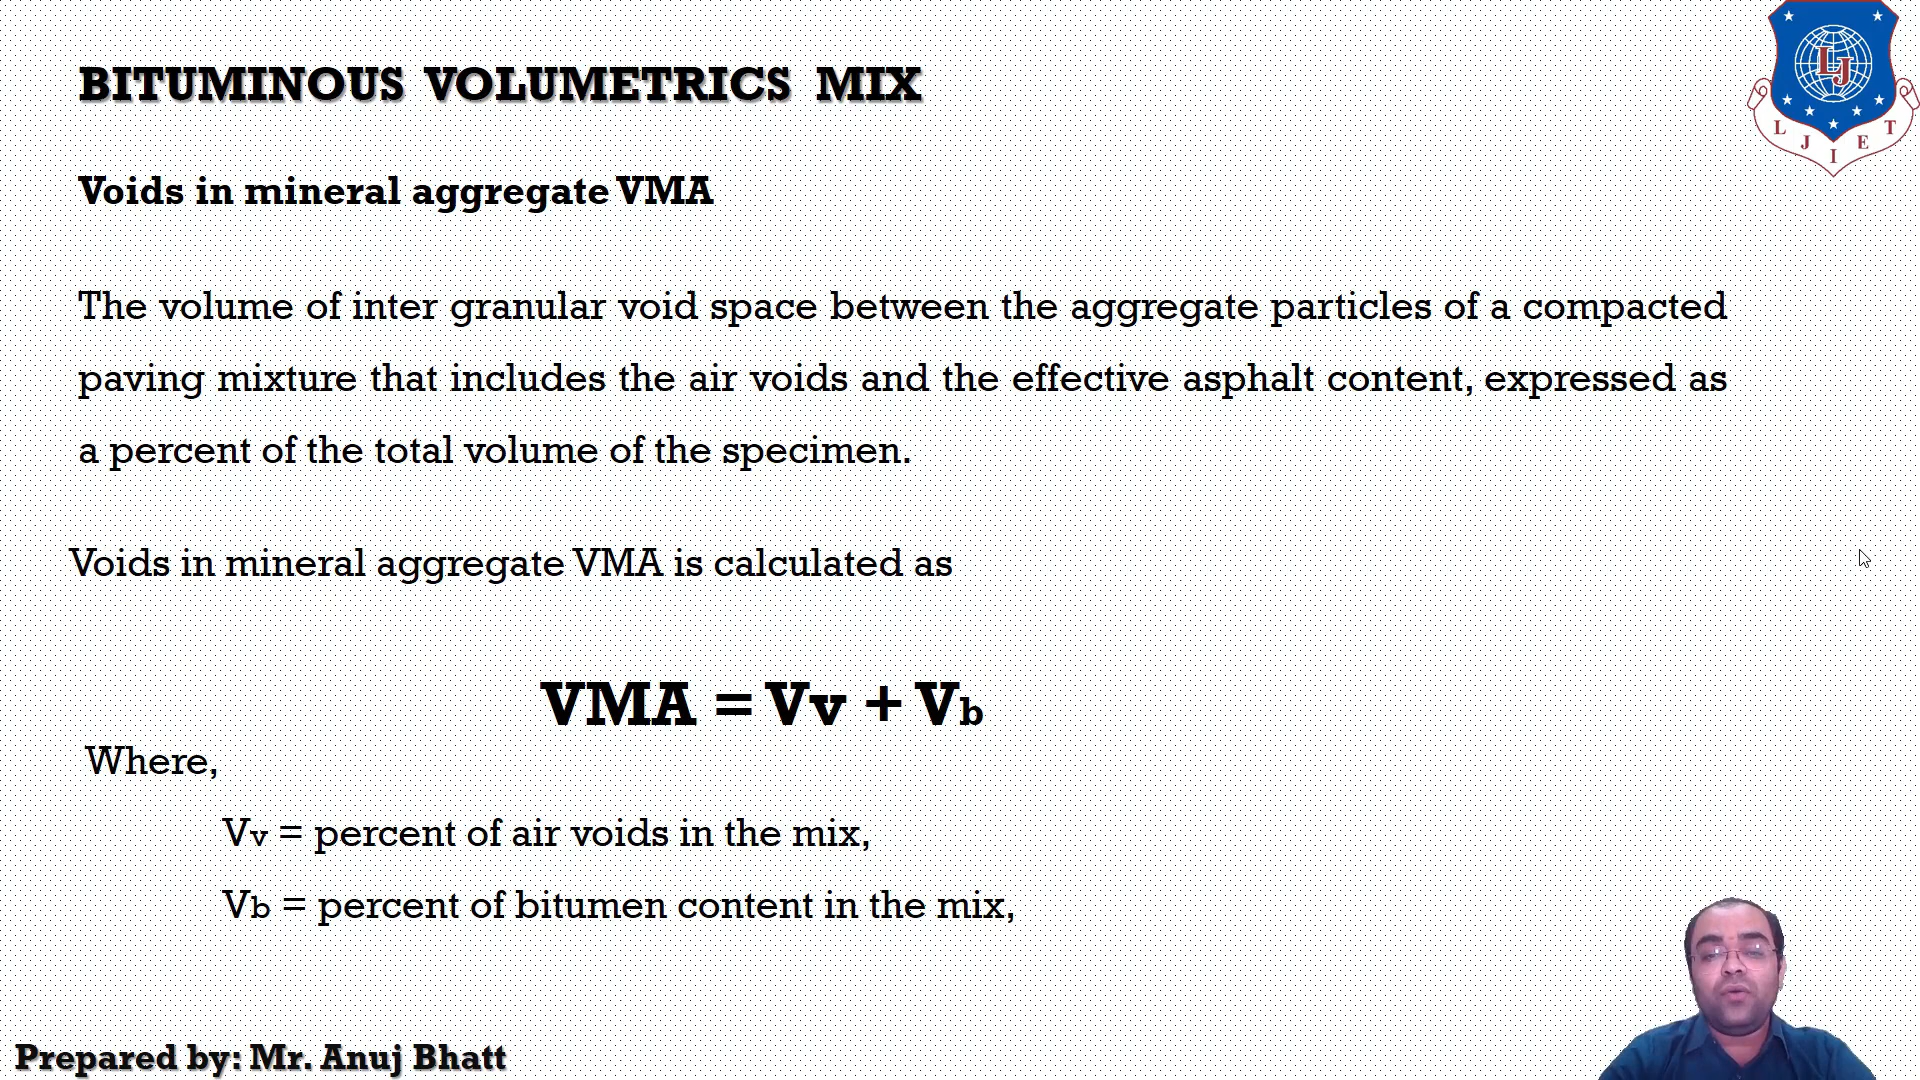 BITUMINOUS VOLUMETRICS MIX
LJ
L J I E T
Voids in mineral aggregate VMA
The volume of inter granular void space between the aggregate particles of a compacted
paving mixture that includes the air voids and the effective asphalt content, expressed as
a percent of the total volume of the specimen.
Voids in mineral aggregate VMA is calculated as
VMA = Vv + Vb
Where,
Vv = percent of air voids in the mix,
Vb = percent of bitumen content in the mix,
Prepared by: Mr. Anuj Bhatt